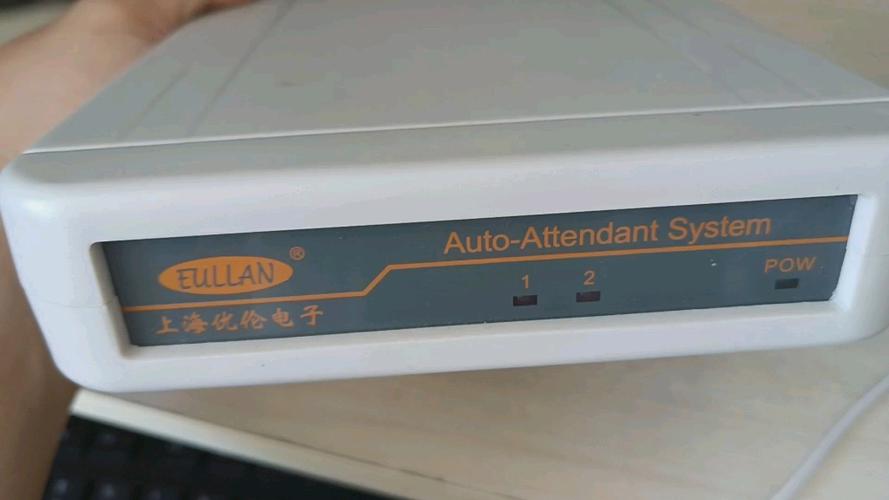 EULLAN®
上海优伦电子
Auto-Attendant System
1 2
POW